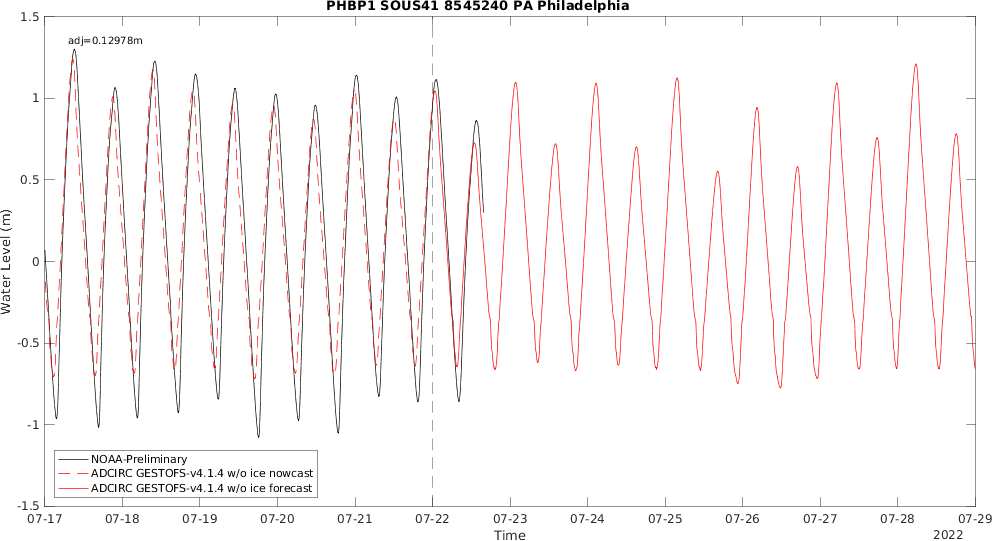 PHBP1 SOUS41 8545240 PA Philadelphia
adj=0.12978m
1.5
1
0.5
0
-0.5
-1
-1.5
Water Level (m)
NOAA-Preliminary
ADCIRC GESTOFS-v4.1.4 w/o ice nowcast
ADCIRC GESTOFS-v4.1.4 w/o ice forecast
07-17 07-18 07-19 07-20 07-21 07-22 07-23 07-24 07-25 07-26 07-27 07-28 07-29
Time
2022